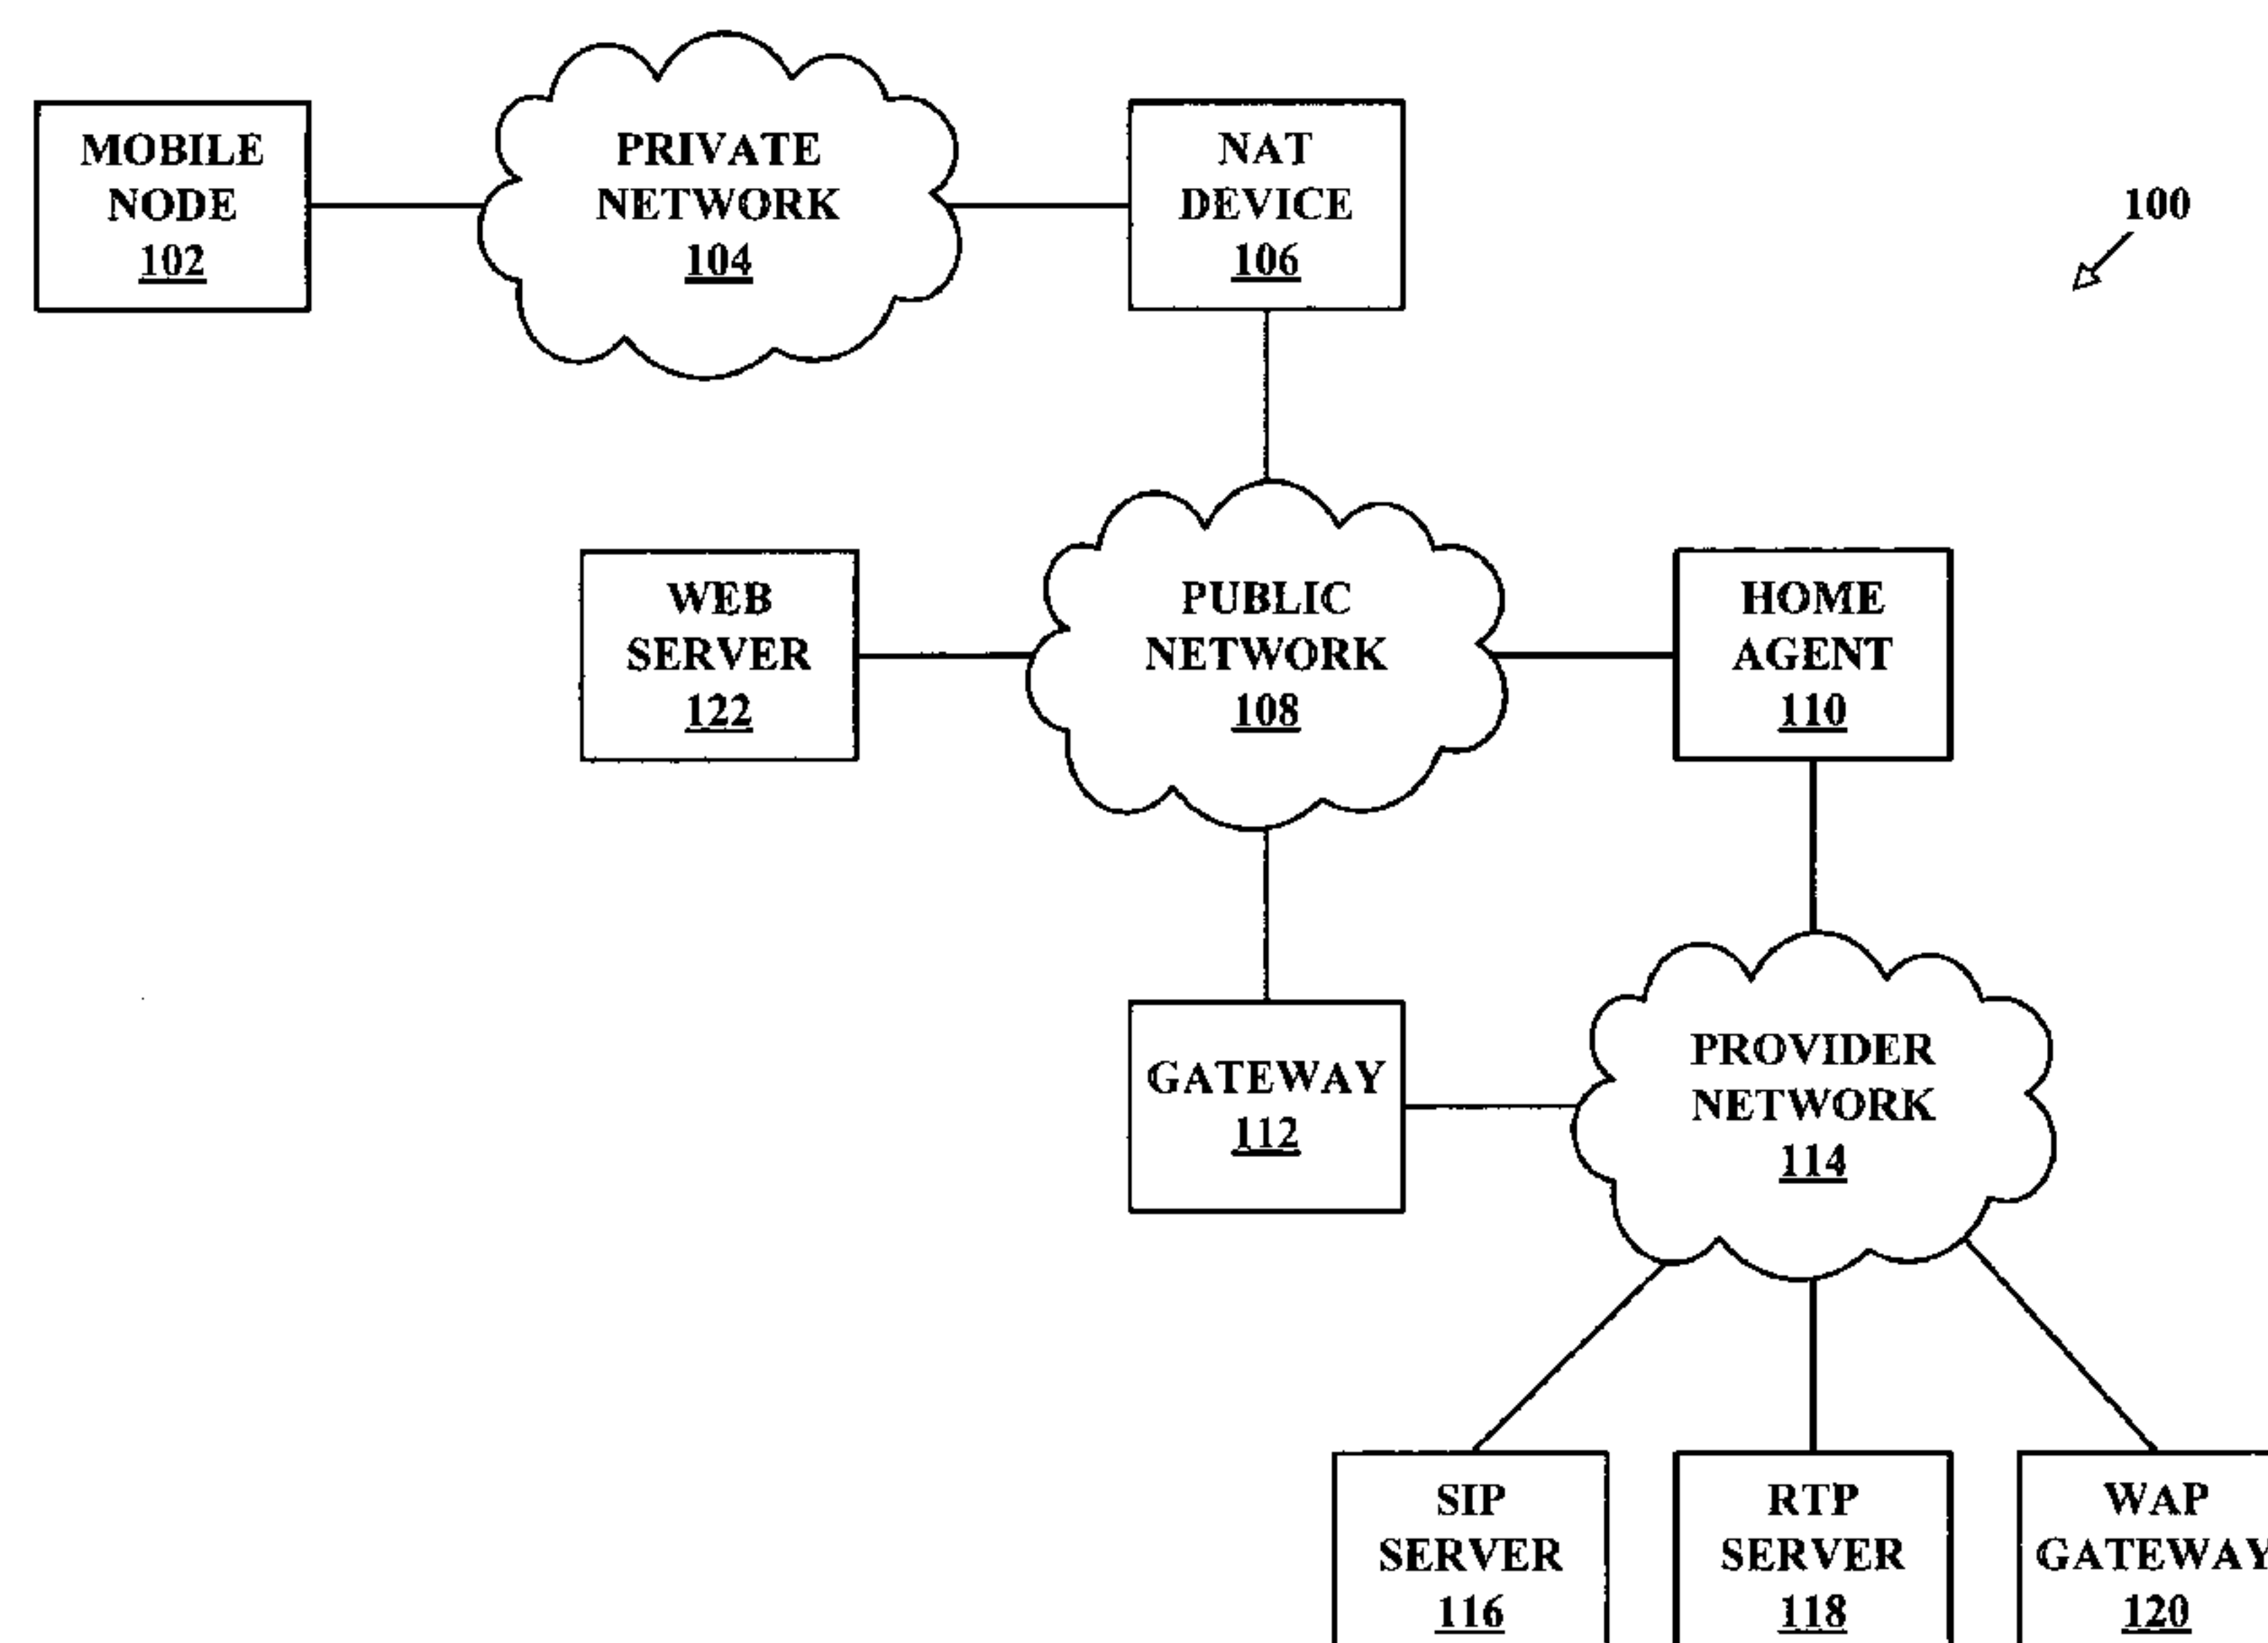 MOBILE
NODE
102
PRIVATE
NETWORK
104
NAT
DEVICE
106
100
WEB
SERVER
122
PUBLIC
NETWORK
108
HOME
AGENT
110
GATEWAY
112
PROVIDER
NETWORK
114
SIP
SERVER
116
RTP
SERVER
118
WAP
GATEWAY
120